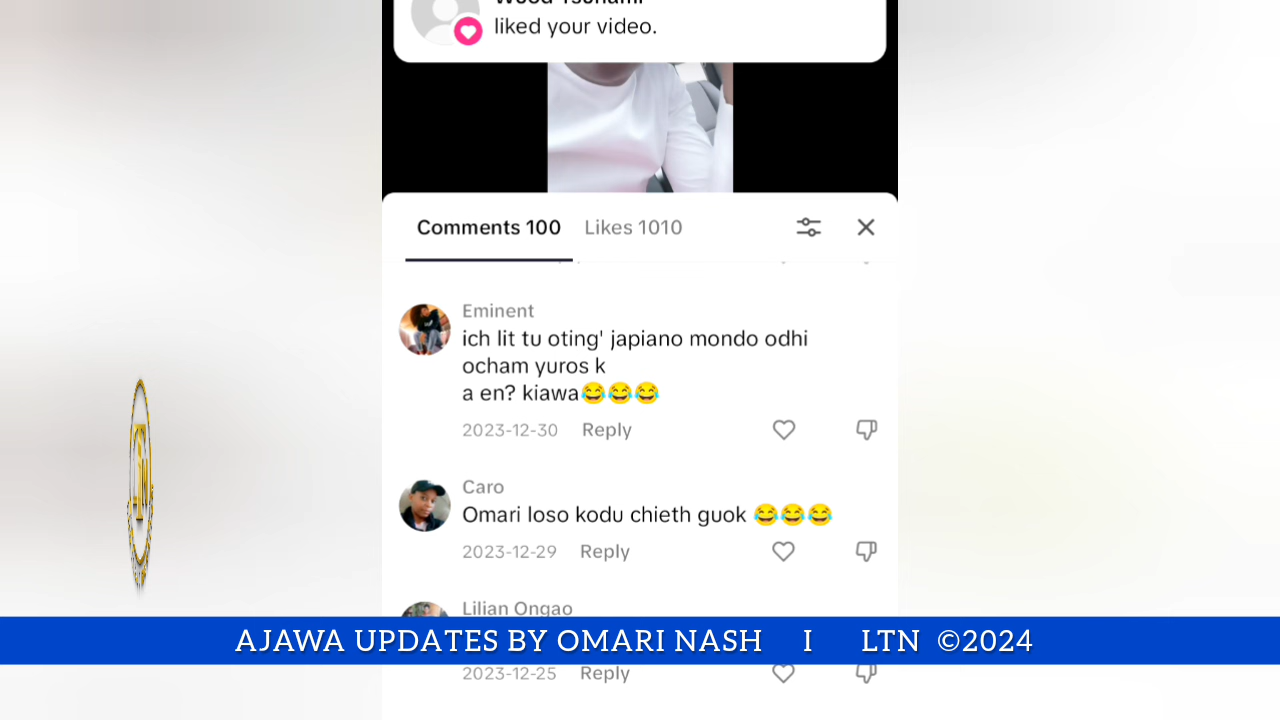 liked your video.
Comments 100
Likes 1010
Eminent
ich lit tu oting' japiano mondo odhi
ocham yuros k
a en? kiawa😂😂😂
2023-12-30 Reply
Caro
Omari loso kodu chieth guok 😂😂😂
2023-12-29 Reply
Lilian Ongao
AJAWA UPDATES BY OMARI NASH I LTN ©2024
2023-12-25 Reply